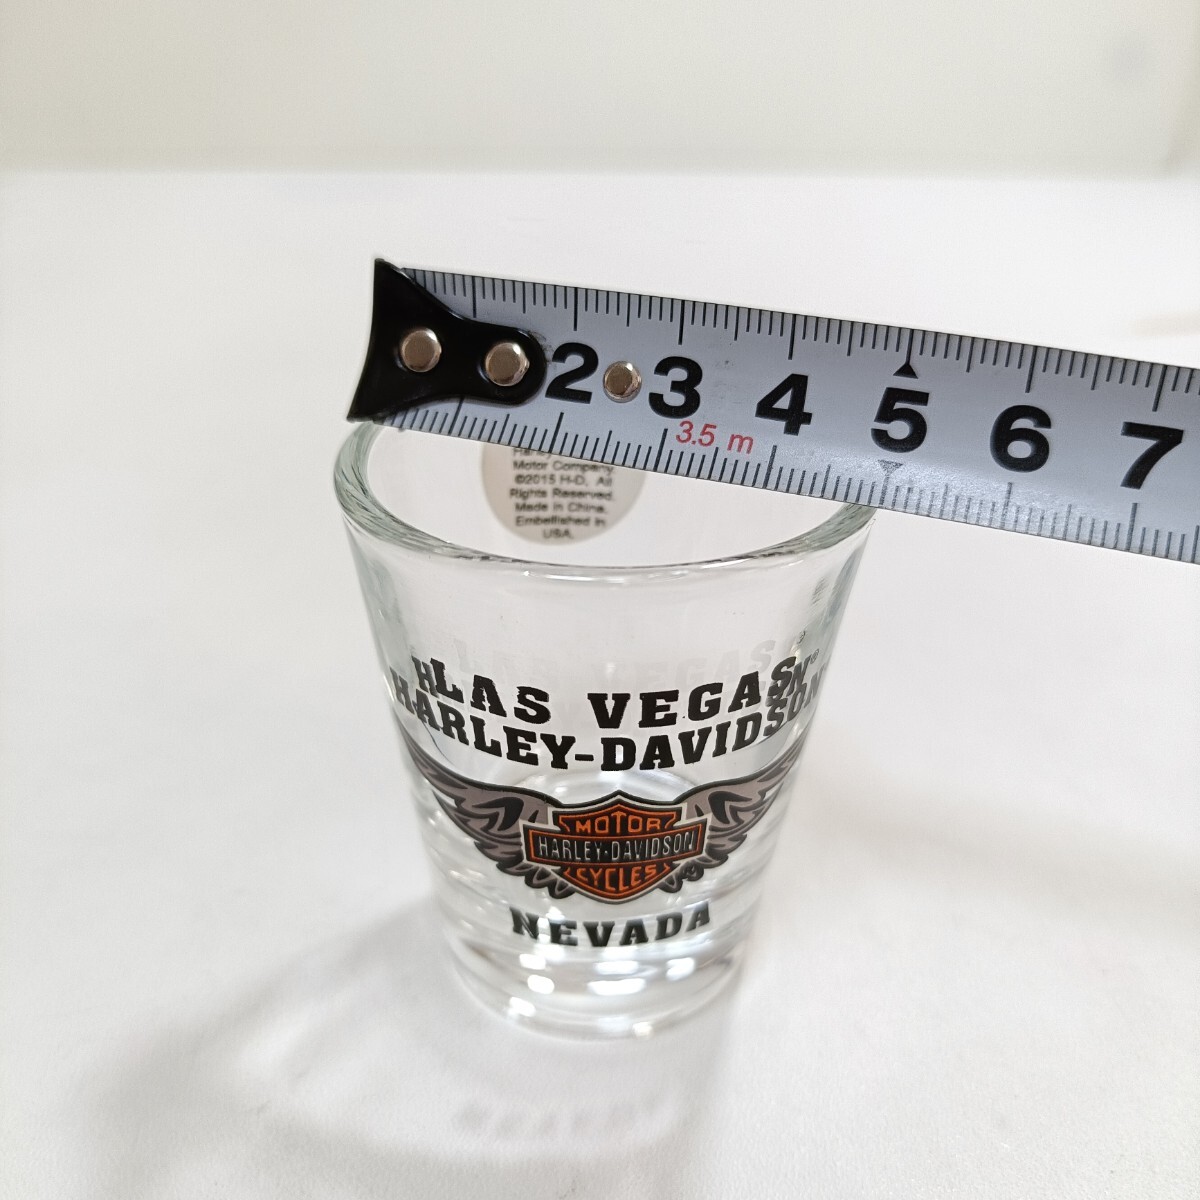 2 3 4 5 6 7
3.5 m
Motor Company.
©2015 H-D, All
Rights Reserved.
Made in China.
Embellished in
USA.
LAS VEGAS
HARLEY-DAVIDSON
MOTOR
HARLEY-DAVIDSON
CYCLES
NEVADA